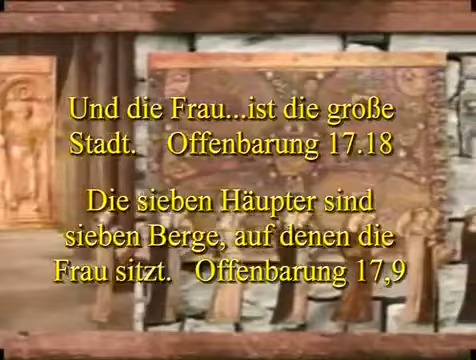 Und die Frau...ist die große
Stadt. Offenbarung 17.18
Die sieben Häupter sind
sieben Berge, auf denen die
Frau sitzt. Offenbarung 17,9